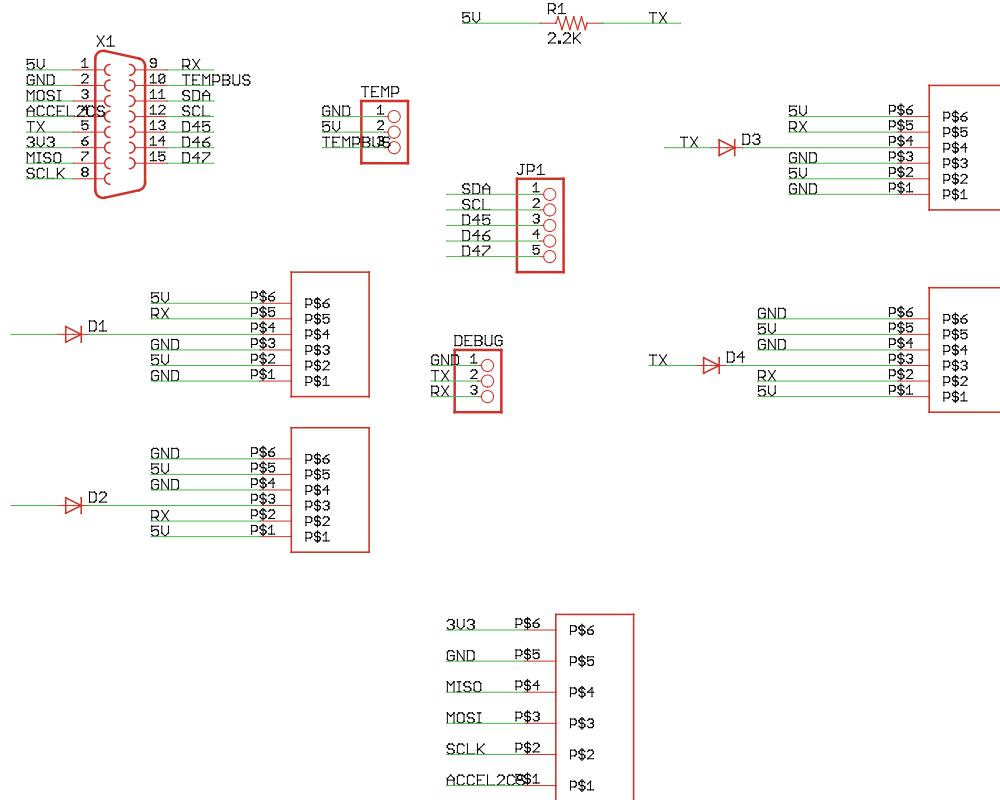 R1
5V TX
2.2K
X1
5V 1 9 RX
GND 2 10 TEMPBUS
MOSI 3 11 SDA
ACCEL2CS 4 12 SCL
TX 5 13 D45
3V3 6 14 D46
MISO 7 15 D47
SCLK 8
TEMP
GND 1
5V 2
TEMPBUS 3
5V P$6 P$6
RX P$5 P$5
TX D3 P$4 P$4
GND P$3 P$3
5V P$2 P$2
GND P$1 P$1
JP1
SDA 1
SCL 2
D45 3
D46 4
D47 5
5V P$6 P$6
RX P$5 P$5
D1 P$4 P$4
GND P$3 P$3
5V P$2 P$2
GND P$1 P$1
DEBUG
GND 1
TX 2
RX 3
GND P$6 P$6
5V P$5 P$5
GND P$4 P$4
TX D4 P$3 P$3
RX P$2 P$2
5V P$1 P$1
GND P$6 P$6
5V P$5 P$5
GND P$4 P$4
D2 P$3 P$3
RX P$2 P$2
5V P$1 P$1
3V3 P$6 P$6
GND P$5 P$5
MISO P$4 P$4
MOSI P$3 P$3
SCLK P$2 P$2
ACCEL2CS P$1 P$1